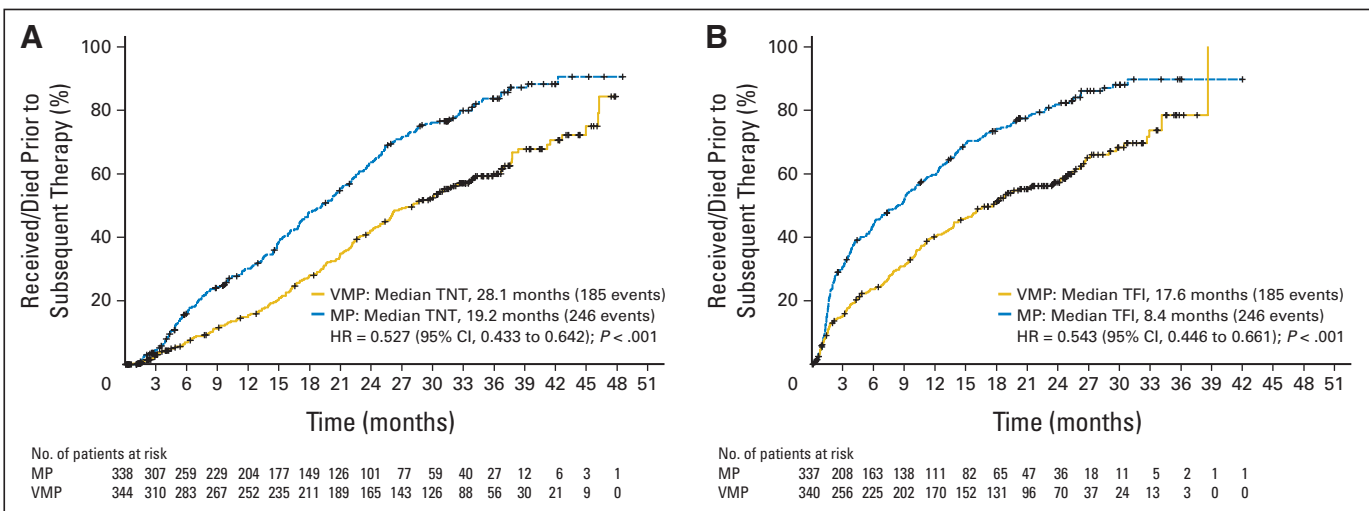 A
100
80
60
40
20
0
Received/Died Prior to
Subsequent Therapy (%)
VMP: Median TNT, 28.1 months (185 events)
MP: Median TNT, 19.2 months (246 events)
HR = 0.527 (95% CI, 0.433 to 0.642); P < .001
3 6 9 12 15 18 21 24 27 30 33 36 39 42 45 48 51
Time (months)
No. of patients at risk
MP 338 307 259 229 204 177 149 126 101 77 59 40 27 12 6 3 1
VMP 344 310 283 267 252 235 211 189 165 143 126 88 56 30 21 9 0
B
100
80
60
40
20
0
Received/Died Prior to
Subsequent Therapy (%)
VMP: Median TFI, 17.6 months (185 events)
MP: Median TFI, 8.4 months (246 events)
HR = 0.543 (95% CI, 0.446 to 0.661); P < .001
3 6 9 12 15 18 21 24 27 30 33 36 39 42 45 48 51
Time (months)
No. of patients at risk
MP 337 208 163 138 111 82 65 47 36 18 11 5 2 1 1
VMP 340 256 225 202 170 152 131 96 70 37 24 13 3 0 0